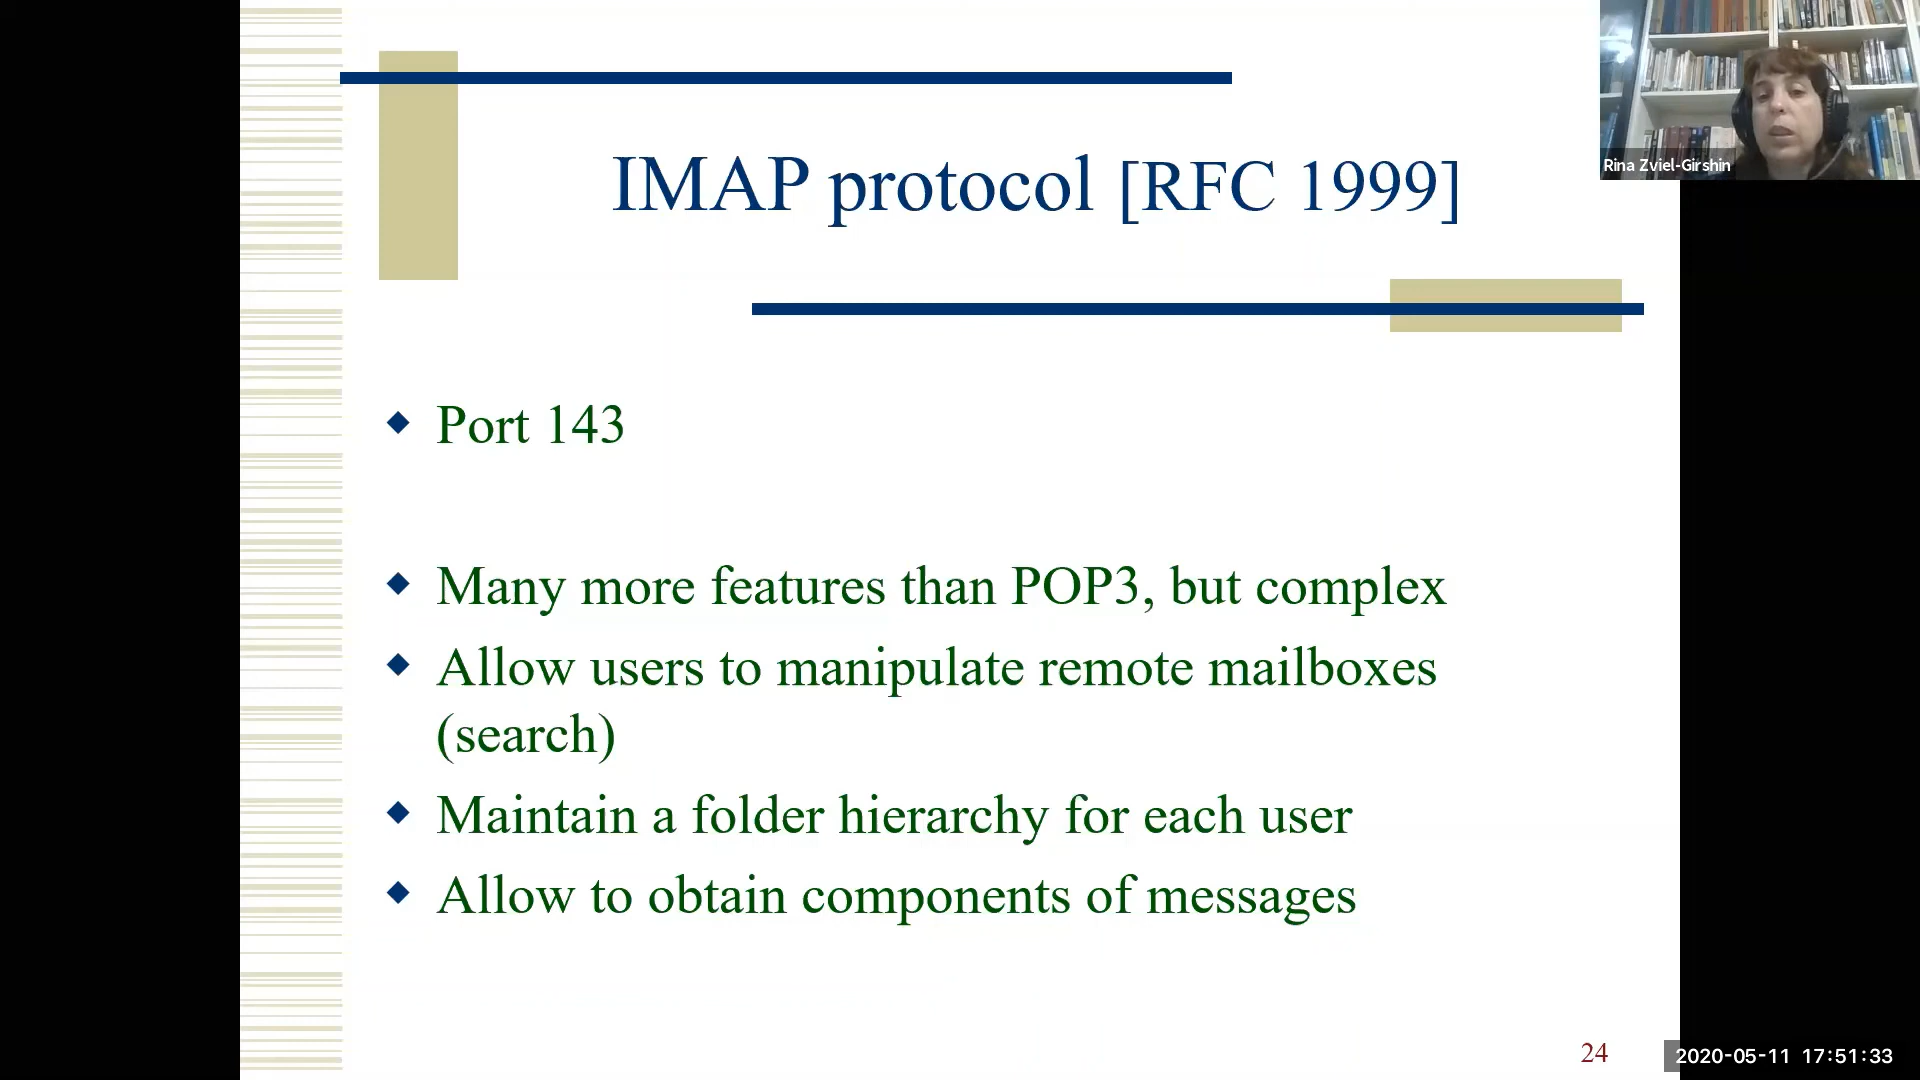 IMAP protocol [RFC 1999]
Rina Zviel-Girshin
Port 143
Many more features than POP3, but complex
Allow users to manipulate remote mailboxes
(search)
Maintain a folder hierarchy for each user
Allow to obtain components of messages
24
2020-05-11 17:51:33